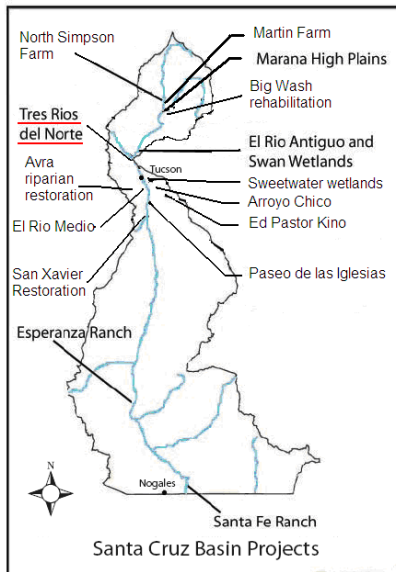 North Simpson
Farm
Martin Farm
Marana High Plains
Big Wash
rehabilitation
Tres Rios
del Norte
El Rio Antiguo and
Swan Wetlands
Avra
riparian
restoration
Tucson
Sweetwater wetlands
Arroyo Chico
El Rio Medio
Ed Pastor Kino
San Xavier
Restoration
Paseo de las Iglesias
Esperanza Ranch
N
Nogales
Santa Fe Ranch
Santa Cruz Basin Projects